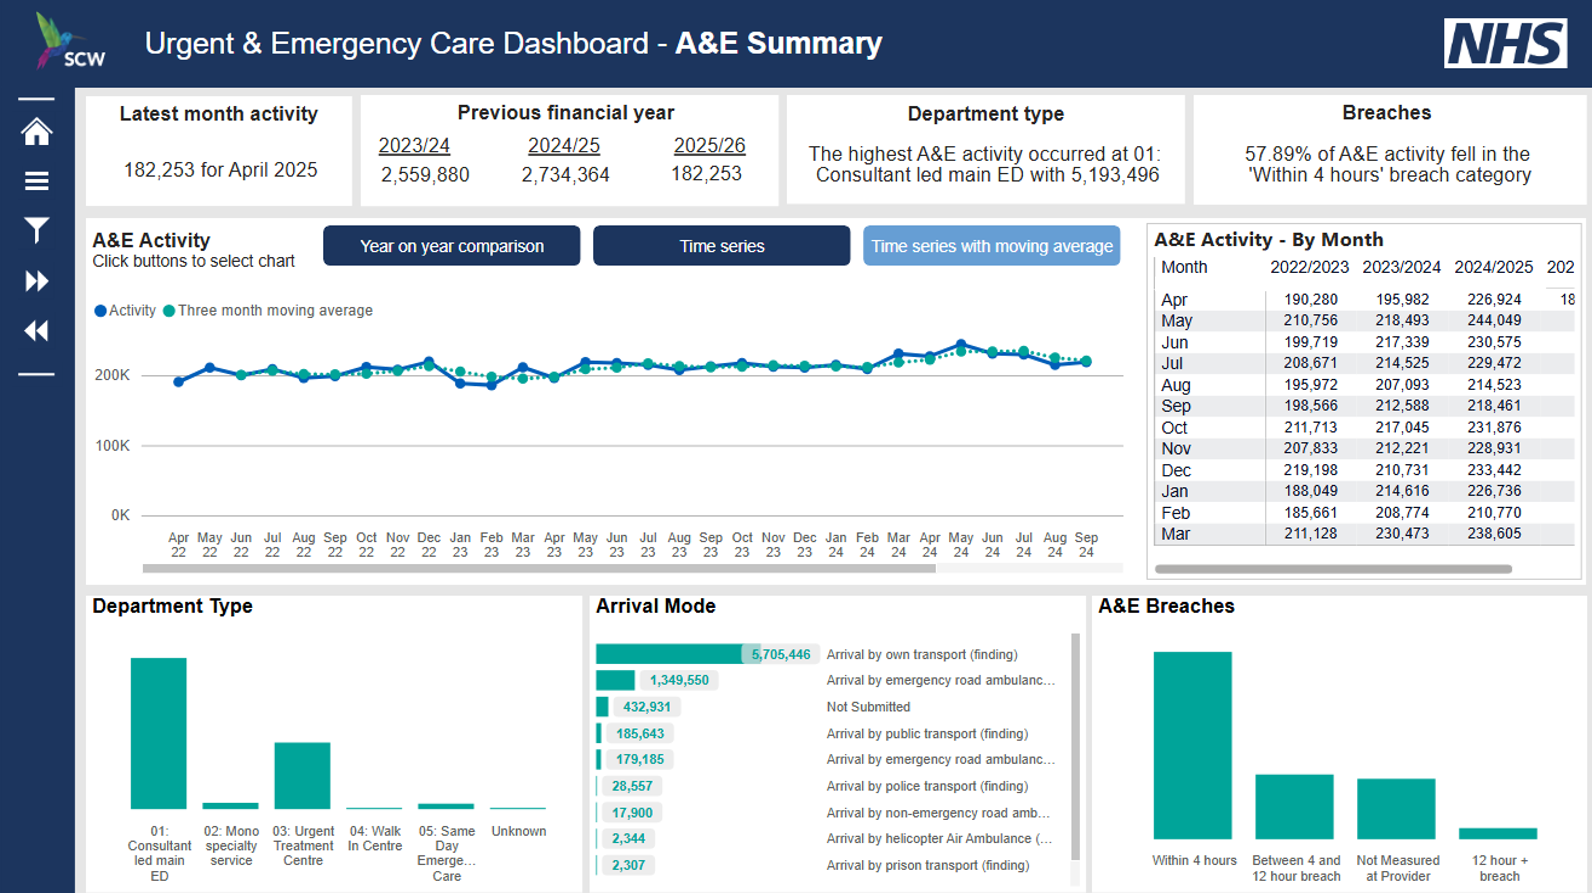 SCW
Urgent & Emergency Care Dashboard - A&E Summary
NHS
Latest month activity
182,253 for April 2025
Previous financial year
2023/24 2024/25 2025/26
2,559,880 2,734,364 182,253
Department type
The highest A&E activity occurred at 01:
Consultant led main ED with 5,193,496
Breaches
57.89% of A&E activity fell in the
'Within 4 hours' breach category
A&E Activity
Click buttons to select chart
Year on year comparison
Time series
Time series with moving average
Activity Three month moving average
200K
100K
0K
Apr May Jun Jul Aug Sep Oct Nov Dec Jan Feb Mar Apr May Jun Jul Aug Sep Oct Nov Dec Jan Feb Mar Apr May Jun Jul Aug Sep
22 22 22 22 22 22 22 22 22 23 23 23 23 23 23 23 23 23 23 23 23 24 24 24 24 24 24 24 24 24
A&E Activity - By Month
Month 2022/2023 2023/2024 2024/2025 202
Apr 190,280 195,982 226,924 18
May 210,756 218,493 244,049
Jun 199,719 217,339 230,575
Jul 208,671 214,525 229,472
Aug 195,972 207,093 214,523
Sep 198,566 212,588 218,461
Oct 211,713 217,045 231,876
Nov 207,833 212,221 228,931
Dec 219,198 210,731 233,442
Jan 188,049 214,616 226,736
Feb 185,661 208,774 210,770
Mar 211,128 230,473 238,605
Department Type
01:
Consultant
led main
ED
02: Mono
specialty
service
03: Urgent
Treatment
Centre
04: Walk
In Centre
05: Same
Day
Emerge...
Care
Unknown
Arrival Mode
5,705,446 Arrival by own transport (finding)
1,349,550 Arrival by emergency road ambulanc...
432,931 Not Submitted
185,643 Arrival by public transport (finding)
179,185 Arrival by emergency road ambulanc...
28,557 Arrival by police transport (finding)
17,900 Arrival by non-emergency road amb...
2,344 Arrival by helicopter Air Ambulance (...
2,307 Arrival by prison transport (finding)
A&E Breaches
Within 4 hours
Between 4 and
12 hour breach
Not Measured
at Provider
12 hour +
breach